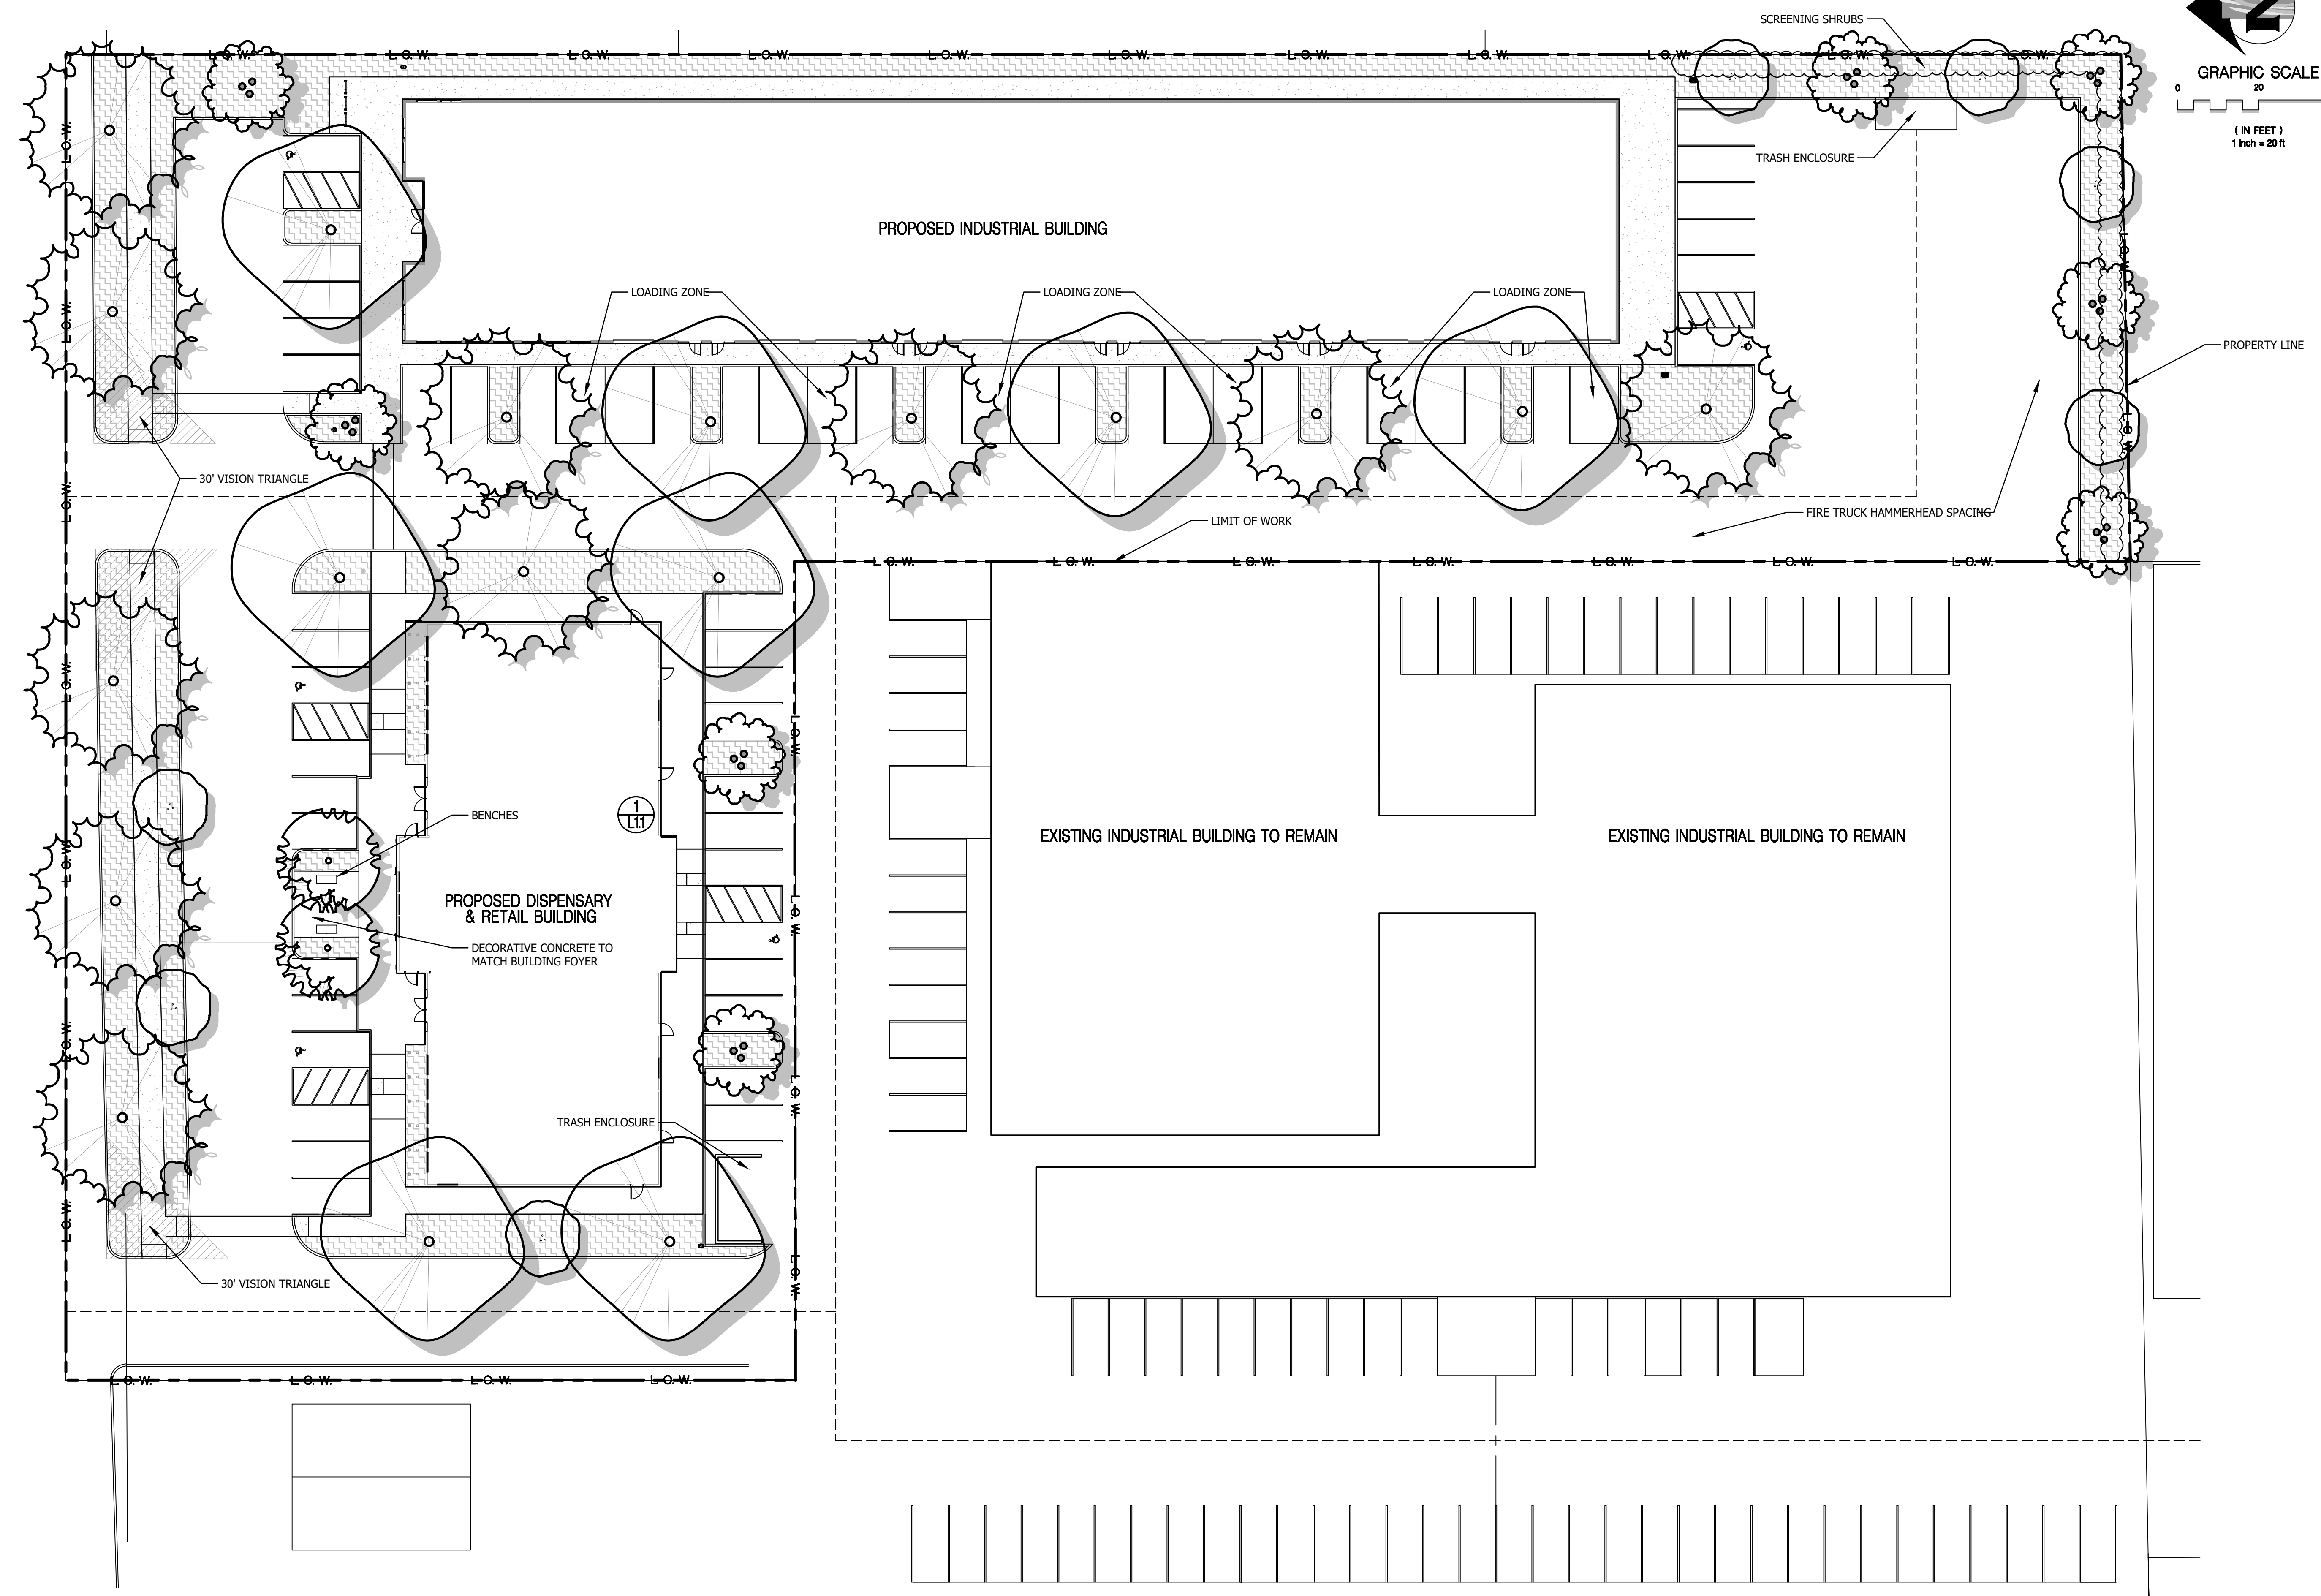 SCREENING SHRUBS
GRAPHIC SCALE
0 20
( IN FEET )
1 inch = 20 ft
L.O.W. L.O.W. L.O.W. L.O.W. L.O.W. L.O.W. L.O.W. L.O.W. L.O.W. L.O.W. L.O.W.
L.O.W.
TRASH ENCLOSURE
PROPOSED INDUSTRIAL BUILDING
L.O.W.
LOADING ZONE
LOADING ZONE
LOADING ZONE
L.O.W.
PROPERTY LINE
L.O.W.
30' VISION TRIANGLE
L.O.W.
FIRE TRUCK HAMMERHEAD SPACING
LIMIT OF WORK
L.O.W. L.O.W. L.O.W. L.O.W. L.O.W. L.O.W. L.O.W.
L.O.W.
L.O.W.
1
L1.1
BENCHES
EXISTING INDUSTRIAL BUILDING TO REMAIN
EXISTING INDUSTRIAL BUILDING TO REMAIN
L.O.W.
PROPOSED DISPENSARY
& RETAIL BUILDING
L.O.W.
DECORATIVE CONCRETE TO
MATCH BUILDING FOYER
L.O.W.
L.O.W.
TRASH ENCLOSURE
L.O.W.
L.O.W.
30' VISION TRIANGLE
L.O.W. L.O.W. L.O.W. L.O.W.